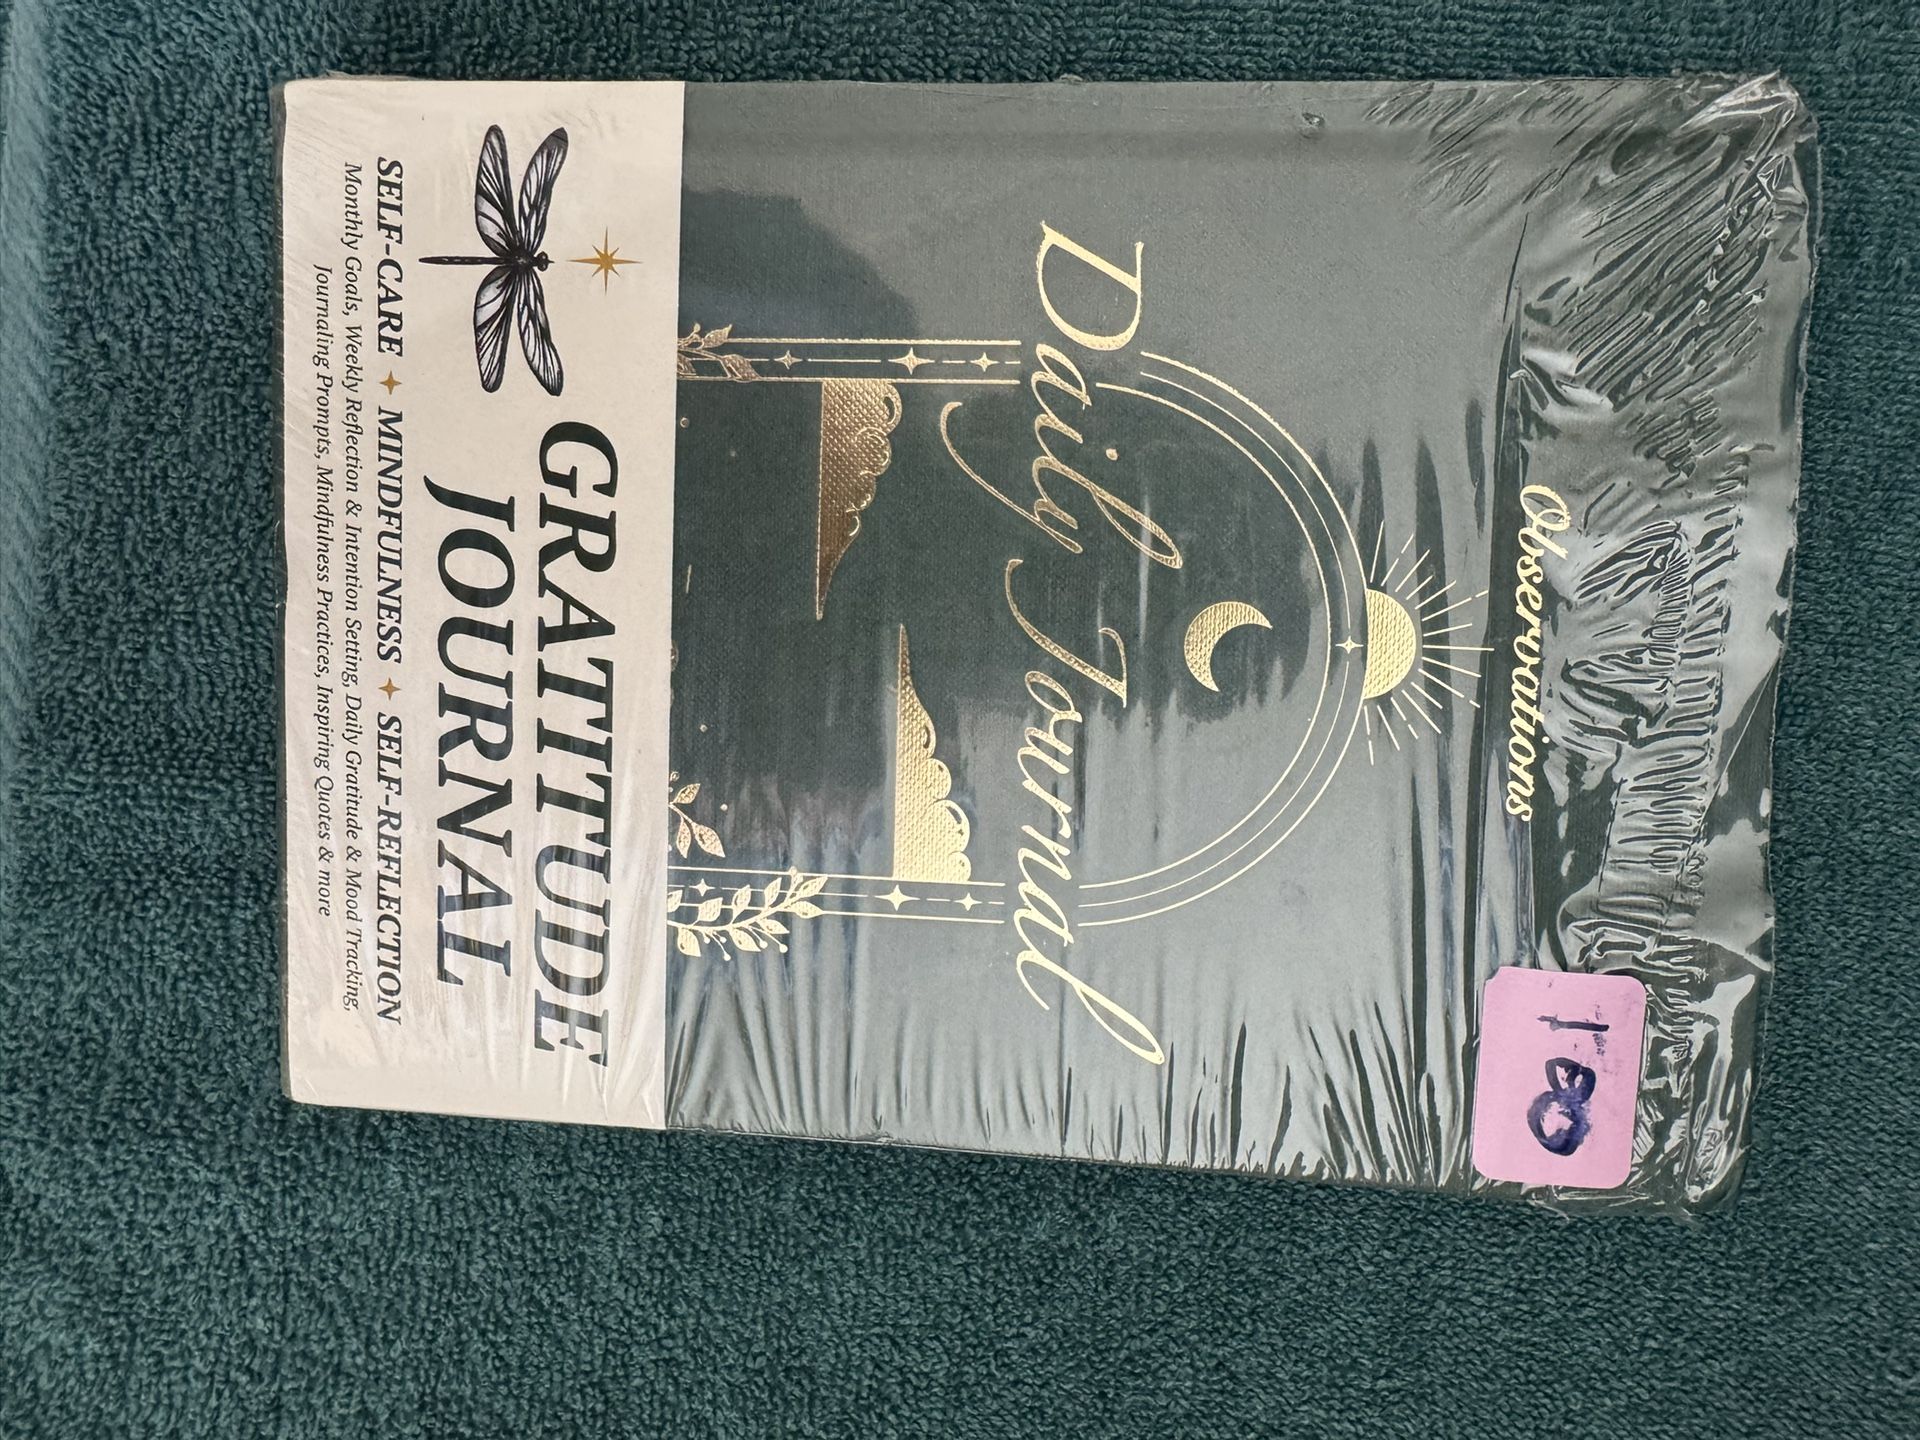 Observations
Daily Journal
GRATITUDE
JOURNAL
SELF-CARE ✦ MINDFULNESS ✦ SELF-REFLECTION
Monthly Goals, Weekly Reflection & Intention Setting, Daily Gratitude & Mood Tracking,
Journaling Prompts, Mindfulness Practices, Inspiring Quotes & more